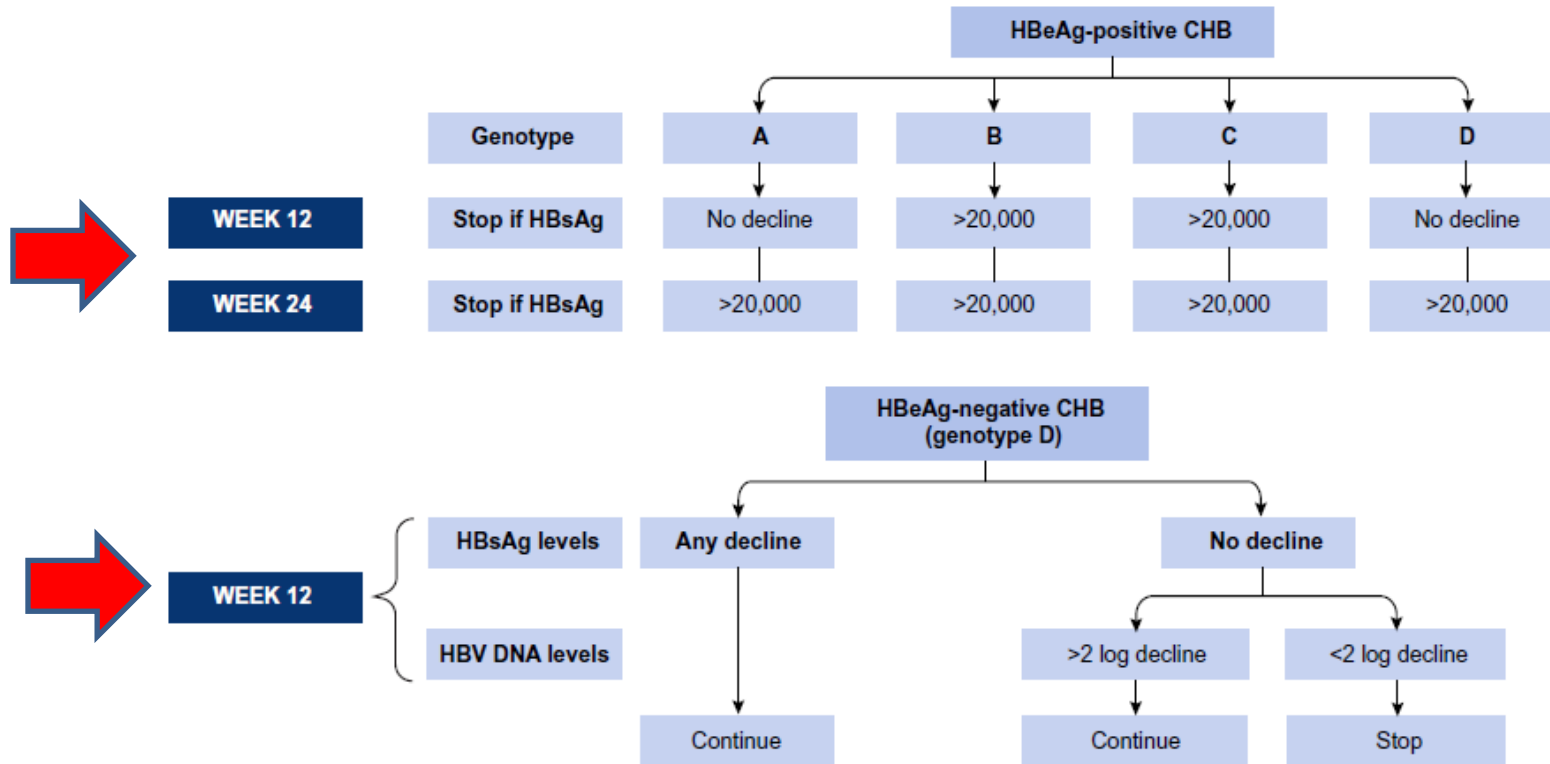 HBeAg-positive CHB
Genotype A B C D
WEEK 12 Stop if HBsAg No decline >20,000 >20,000 No decline
WEEK 24 Stop if HBsAg >20,000 >20,000 >20,000 >20,000
HBeAg-negative CHB
(genotype D)
HBsAg levels Any decline No decline
WEEK 12
HBV DNA levels >2 log decline <2 log decline
Continue Continue Stop